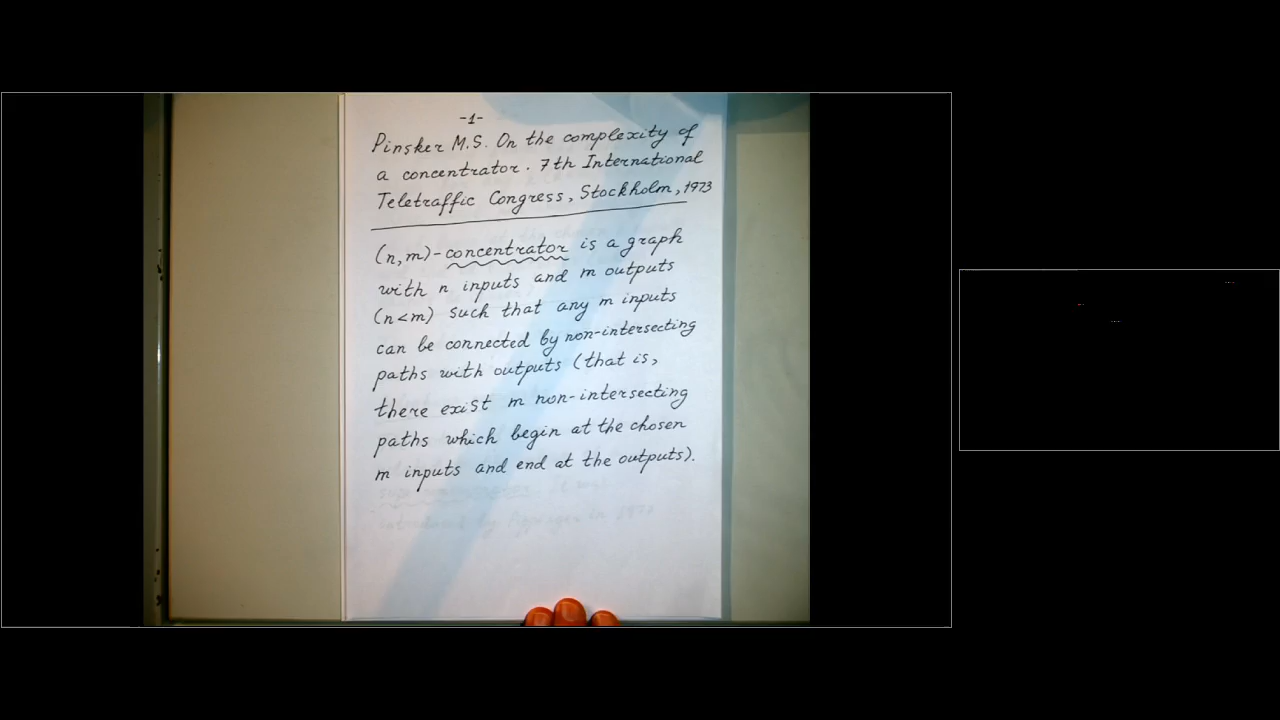 -1-
Pinsker M.S. On the complexity of
a concentrator. 7th International
Teletraffic Congress, Stockholm, 1973
(n,m)-concentrator is a graph
with n inputs and m outputs
(n<m) such that any m inputs
can be connected by non-intersecting
paths with outputs (that is,
there exist m non-intersecting
paths which begin at the chosen
m inputs and end at the outputs).